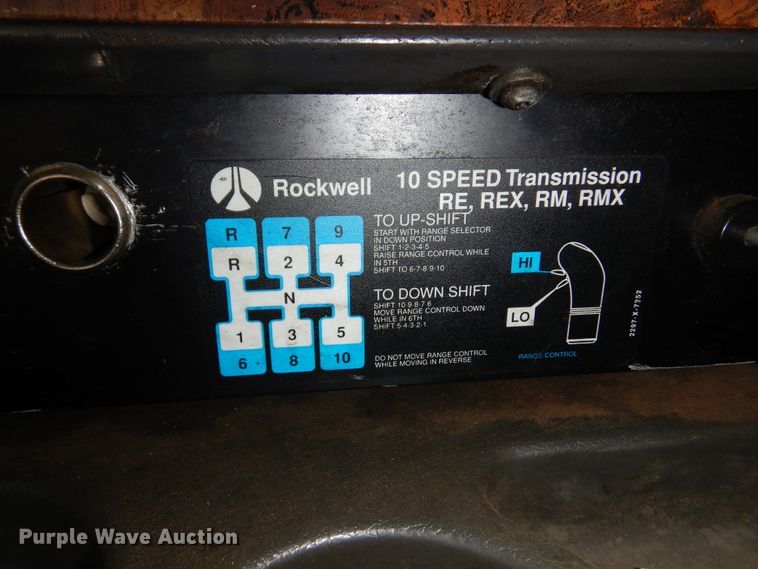 Rockwell
10 SPEED Transmission
RE, REX, RM, RMX
R 7 9
R 2 4
N
1 3 5
6 8 10
TO UP-SHIFT
START WITH RANGE SELECTOR
IN DOWN POSITION
SHIFT 1-2-3-4-5
RAISE RANGE CONTROL WHILE
IN 5TH
SHIFT TO 6-7-8-9-10
TO DOWN SHIFT
SHIFT 10-9-8-7 6
MOVE RANGE CONTROL DOWN
WHILE IN 6TH
SHIFT 5-4-3-2-1
DO NOT MOVE RANGE CONTROL
WHILE MOVING IN REVERSE
HI
LO
RANGE CONTROL
2297-X-7252
Purple Wave Auction®